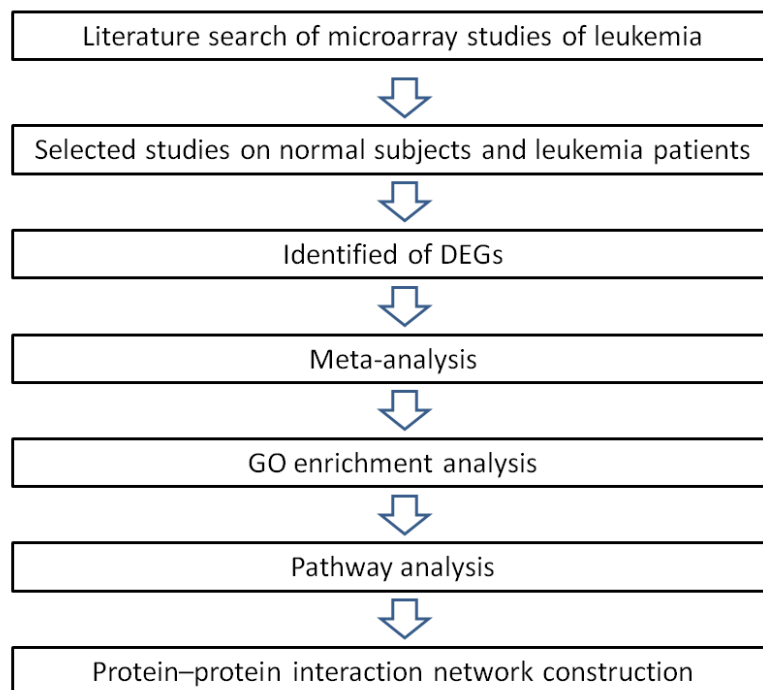 Literature search of microarray studies of leukemia
Selected studies on normal subjects and leukemia patients
Identified of DEGs
Meta-analysis
GO enrichment analysis
Pathway analysis
Protein–protein interaction network construction